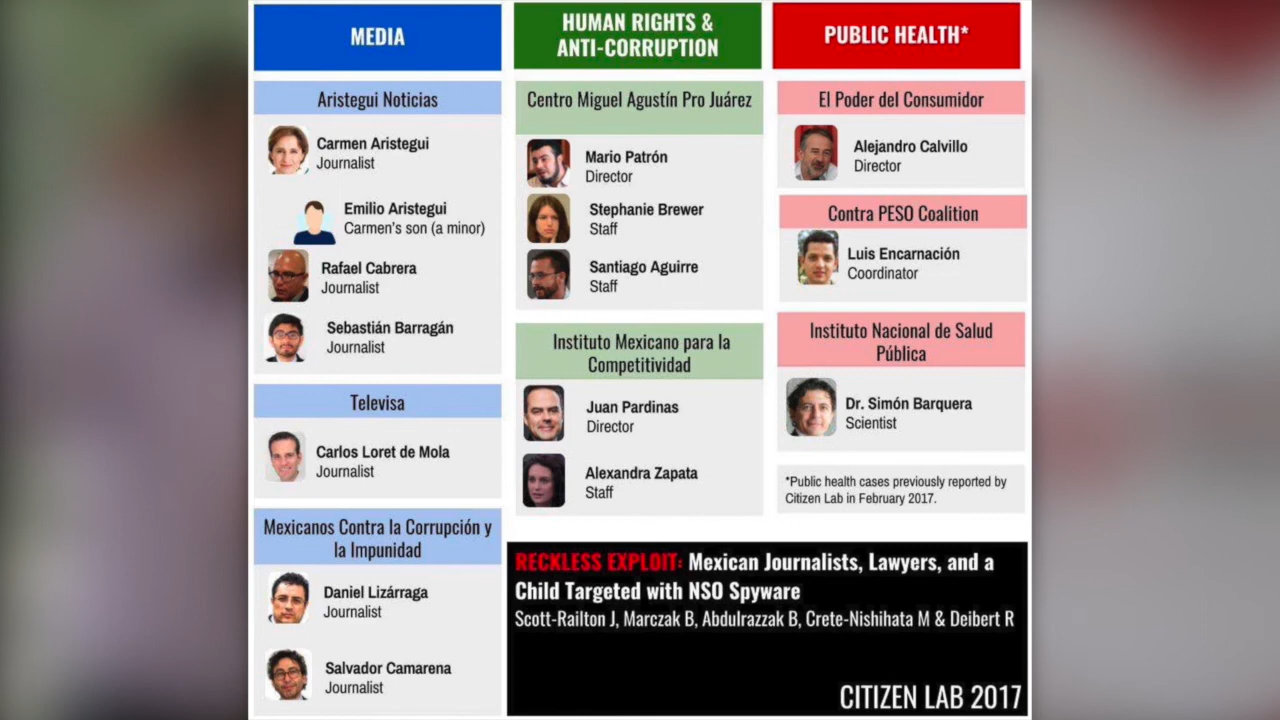 MEDIA
Aristegui Noticias
Carmen Aristegui
Journalist
Emilio Aristegui
Carmen's son (a minor)
Rafael Cabrera
Journalist
Sebastián Barragán
Journalist
Televisa
Carlos Loret de Mola
Journalist
Mexicanos Contra la Corrupción y
la Impunidad
Daniel Lizárraga
Journalist
Salvador Camarena
Journalist
HUMAN RIGHTS &
ANTI-CORRUPTION
Centro Miguel Agustín Pro Juárez
Mario Patrón
Director
Stephanie Brewer
Staff
Santiago Aguirre
Staff
Instituto Mexicano para la
Competitividad
Juan Pardinas
Director
Alexandra Zapata
Staff
PUBLIC HEALTH*
El Poder del Consumidor
Alejandro Calvillo
Director
Contra PESO Coalition
Luis Encarnación
Coordinator
Instituto Nacional de Salud
Pública
Dr. Simón Barquera
Scientist
*Public health cases previously reported by
Citizen Lab in February 2017.
RECKLESS EXPLOIT: Mexican Journalists, Lawyers, and a
Child Targeted with NSO Spyware
Scott-Railton J, Marczak B, Abdulrazzak B, Crete-Nishihata M & Deibert R
CITIZEN LAB 2017